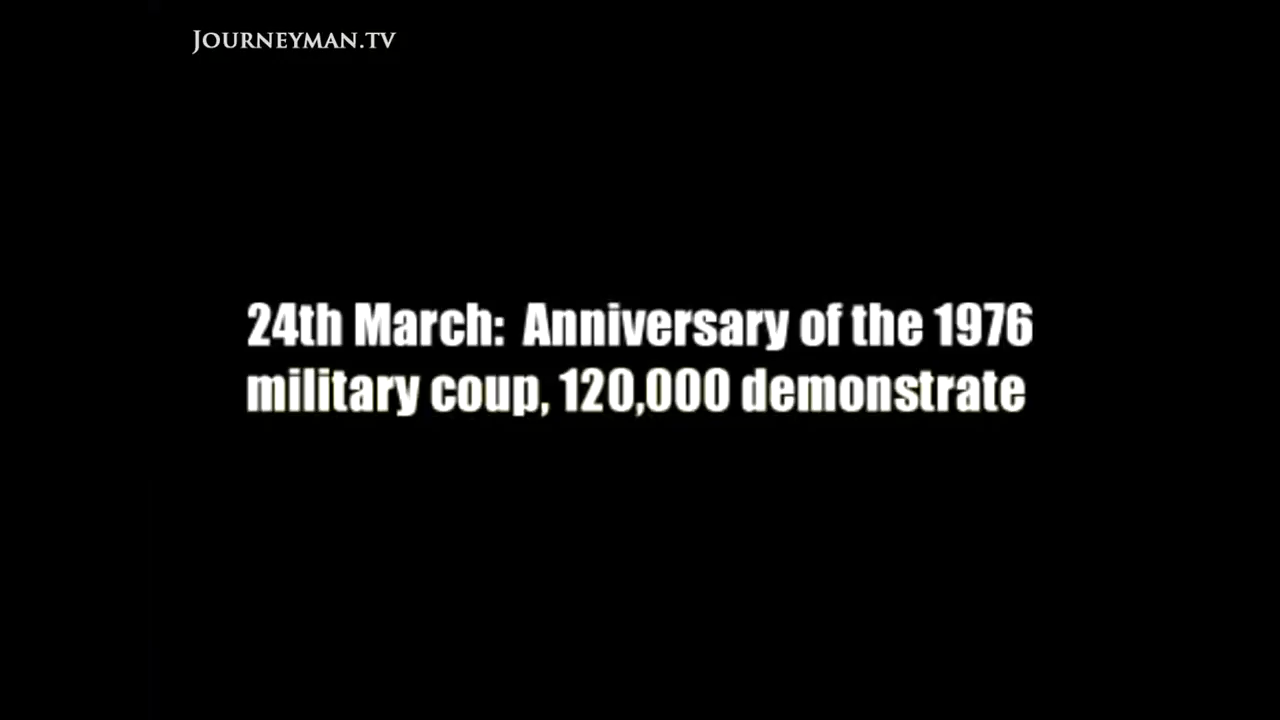 JOURNEYMAN.TV
24th March: Anniversary of the 1976
military coup, 120,000 demonstrate